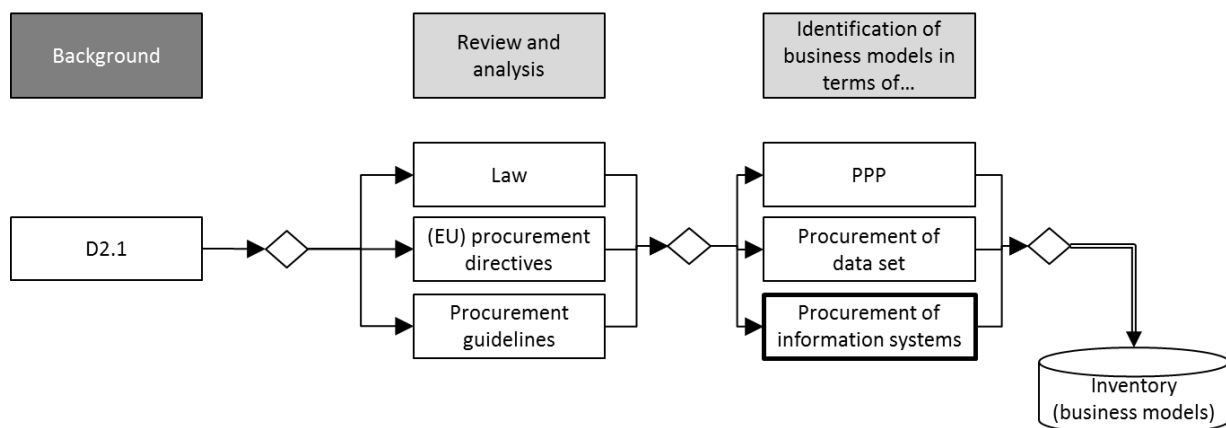 Background
Review and
analysis
Identification of
business models in
terms of…
Law
PPP
D2.1
(EU) procurement
directives
Procurement of
data set
Procurement
guidelines
Procurement of
information systems
Inventory
(business models)